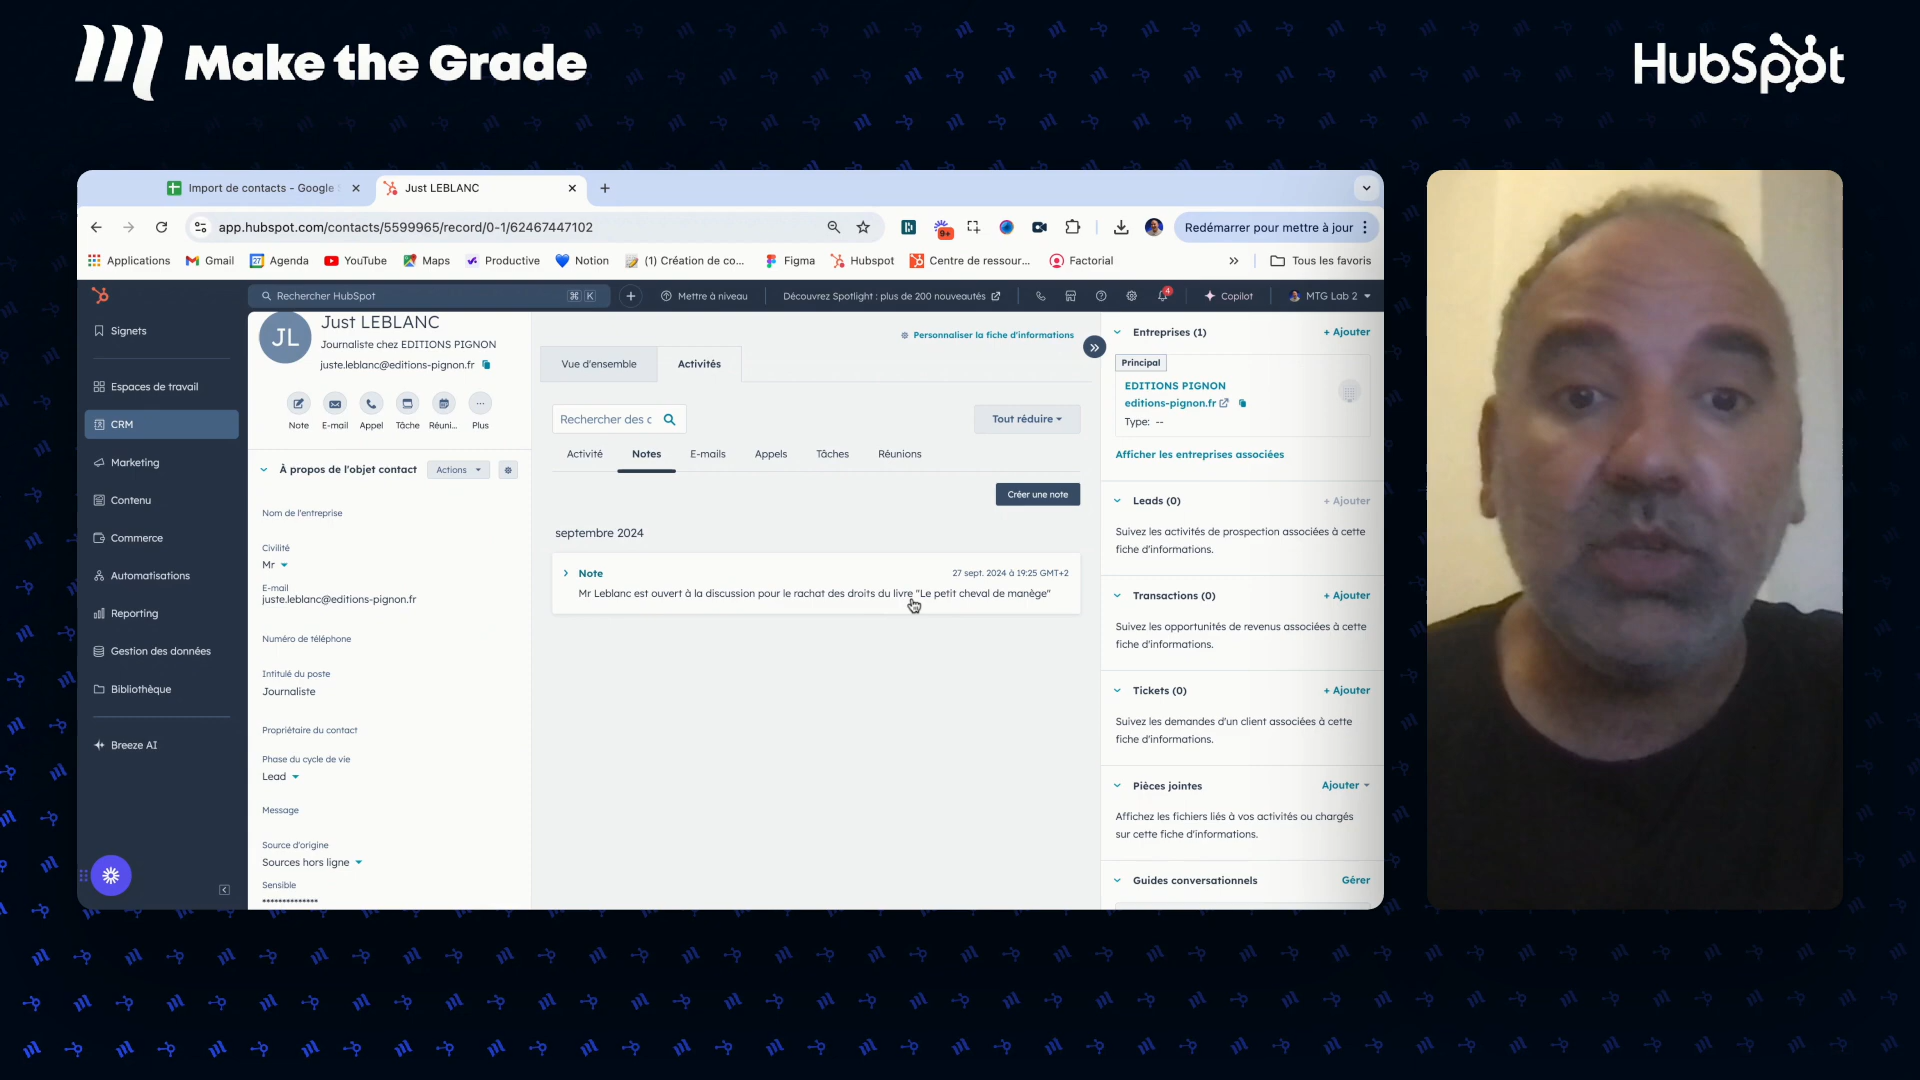 Make the Grade
HubSpot
Import de contacts - Google
Just LEBLANC
app.hubspot.com/contacts/5599965/record/0-1/62467447102
9+
Redémarrer pour mettre à jour
Applications
Gmail
27
Agenda
YouTube
Maps
Productive
Notion
(1) Création de co...
Figma
Hubspot
Centre de ressour...
Factorial
Tous les favoris
Rechercher HubSpot
⌘ K
Mettre à niveau
Découvrez Spotlight : plus de 200 nouveautés
4
Copilot
MTG Lab 2
Signets
Espaces de travail
CRM
Marketing
Contenu
Commerce
Automatisations
Reporting
Gestion des données
Bibliothèque
Breeze AI
JL
Just LEBLANC
Journaliste chez EDITIONS PIGNON
juste.leblanc@editions-pignon.fr
Note
E-mail
Appel
Tâche
Réuni...
Plus
À propos de l'objet contact
Actions
Nom de l'entreprise
Civilité
Mr
E-mail
juste.leblanc@editions-pignon.fr
Numéro de téléphone
Intitulé du poste
Journaliste
Propriétaire du contact
Phase du cycle de vie
Lead
Message
Source d'origine
Sources hors ligne
Sensible
**************
Personnaliser la fiche d'informations
Vue d'ensemble
Activités
Rechercher des c
Tout réduire
Activité
Notes
E-mails
Appels
Tâches
Réunions
Créer une note
septembre 2024
Note
27 sept. 2024 à 19:25 GMT+2
Mr Leblanc est ouvert à la discussion pour le rachat des droits du livre "Le petit cheval de manège"
Entreprises (1)
+ Ajouter
Principal
EDITIONS PIGNON
editions-pignon.fr
Type: --
Afficher les entreprises associées
Leads (0)
+ Ajouter
Suivez les activités de prospection associées à cette
fiche d'informations.
Transactions (0)
+ Ajouter
Suivez les opportunités de revenus associées à cette
fiche d'informations.
Tickets (0)
+ Ajouter
Suivez les demandes d'un client associées à cette
fiche d'informations.
Pièces jointes
Ajouter
Affichez les fichiers liés à vos activités ou chargés
sur cette fiche d'informations.
Guides conversationnels
Gérer